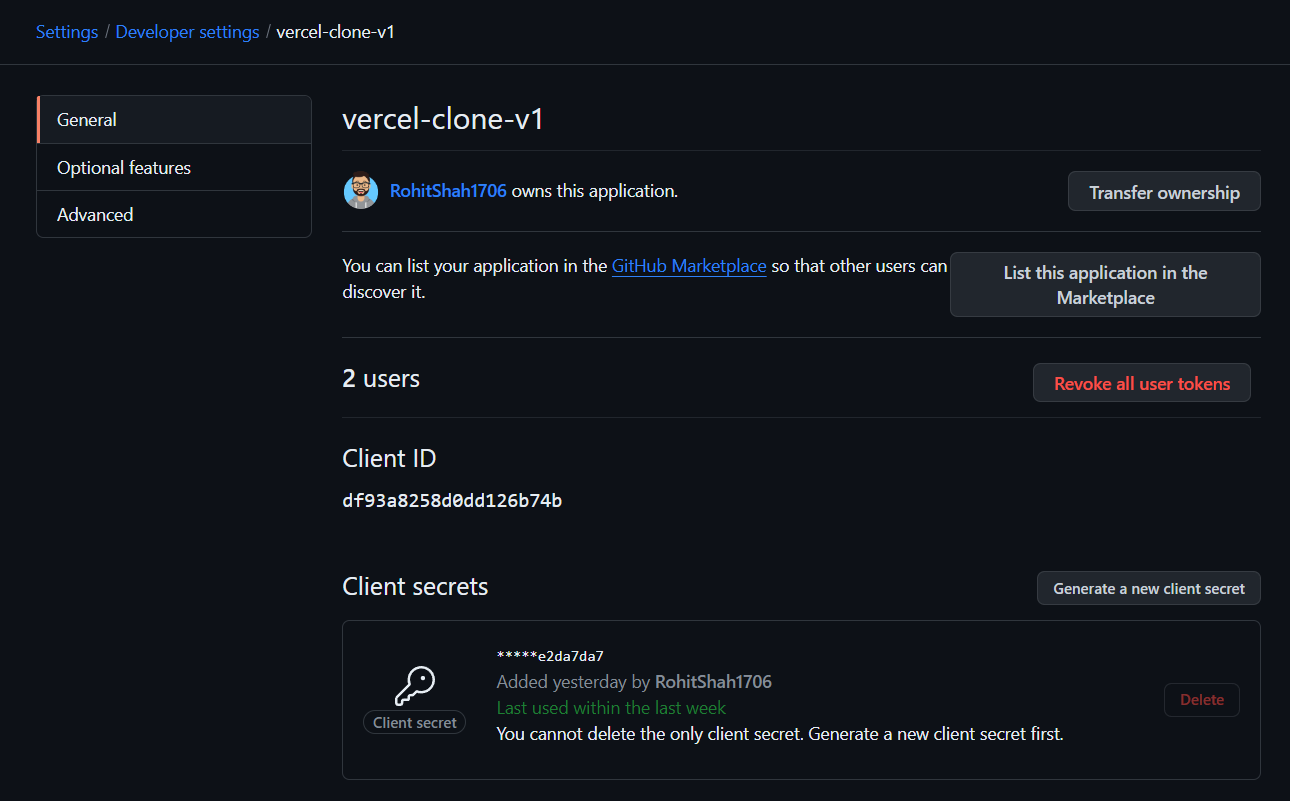 Settings / Developer settings / vercel-clone-v1
General
Optional features
Advanced
vercel-clone-v1
RohitShah1706 owns this application.
Transfer ownership
You can list your application in the GitHub Marketplace so that other users can
discover it.
List this application in the
Marketplace
2 users
Revoke all user tokens
Client ID
df93a8258d0dd126b74b
Client secrets
Generate a new client secret
*****e2da7da7
Added yesterday by RohitShah1706
Last used within the last week
You cannot delete the only client secret. Generate a new client secret first.
Client secret
Delete